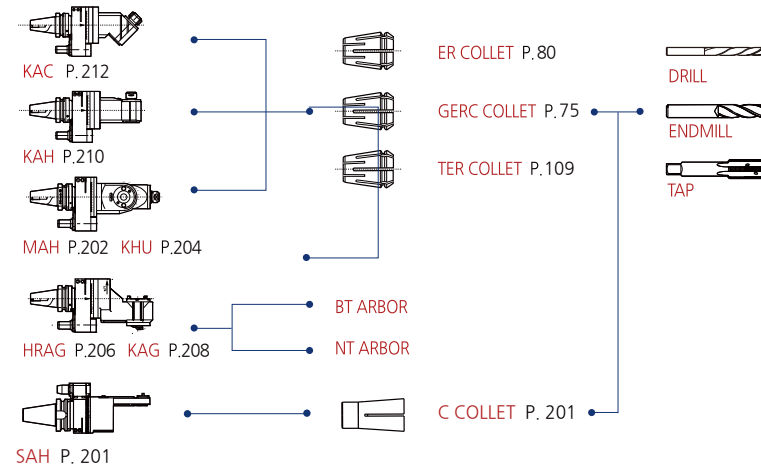 KAC P.212
KAH P.210
MAH P.202 KHU P.204
HRAG P.206 KAG P.208
SAH P. 201
ER COLLET P.80
GERC COLLET P.75
TER COLLET P.109
BT ARBOR
NT ARBOR
C COLLET P. 201
DRILL
ENDMILL
TAP